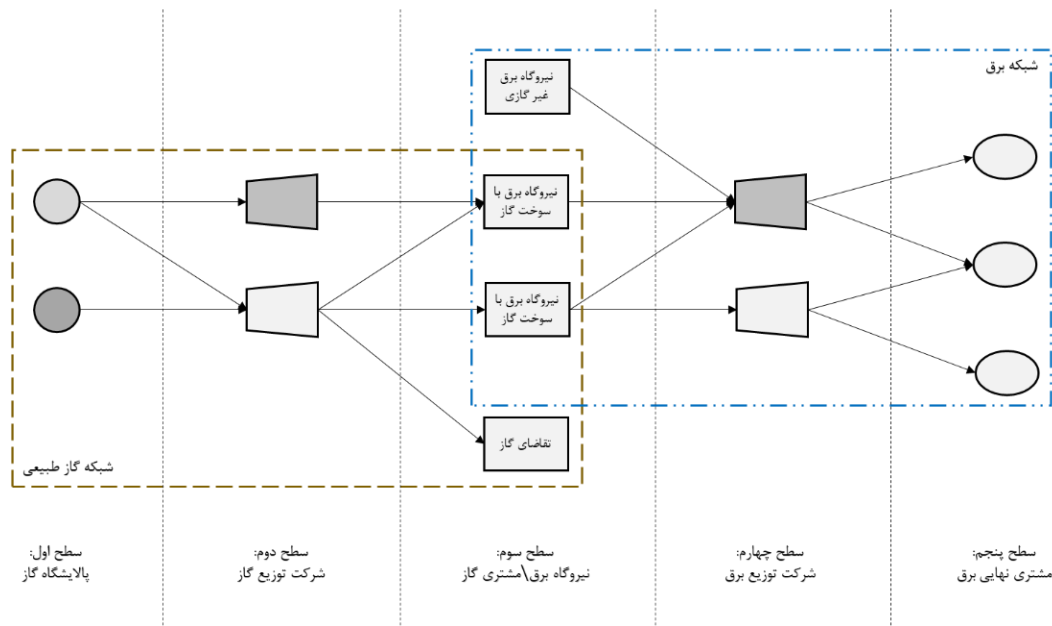 شبکه برق
نیروگاه برق
غیر گازی
نیروگاه برق با
سوخت گاز
نیروگاه برق با
سوخت گاز
تقاضای گاز
شبکه گاز طبیعی
سطح اول:
پالایشگاه گاز
سطح دوم:
شرکت توزیع گاز
سطح سوم:
نیروگاه برق\مشتری گاز
سطح چهارم:
شرکت توزیع برق
سطح پنجم:
مشتری نهایی برق